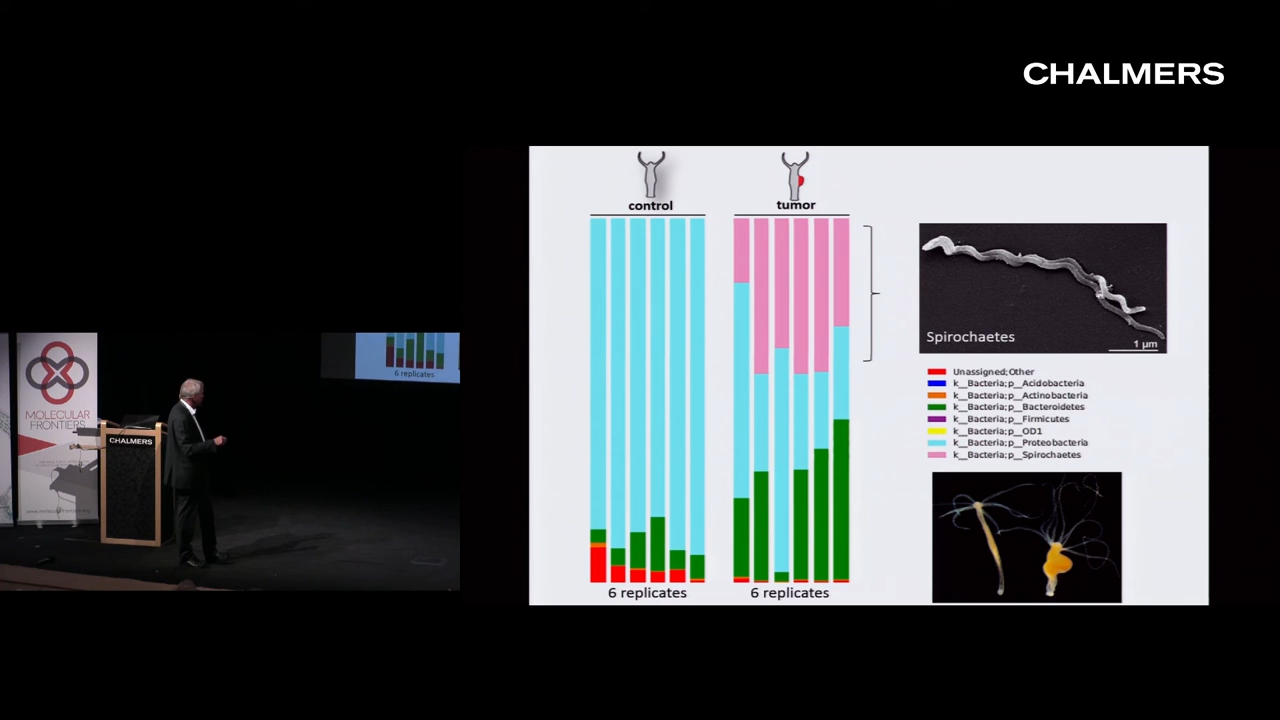 CHALMERS
control
tumor
Spirochaetes
1 µm
Unassigned;Other
k__Bacteria;p__Acidobacteria
k__Bacteria;p__Actinobacteria
k__Bacteria;p__Bacteroidetes
k__Bacteria;p__Firmicutes
k__Bacteria;p__OD1
k__Bacteria;p__Proteobacteria
k__Bacteria;p__Spirochaetes
6 replicates
6 replicates
6 replicates
MOLECULAR
FRONTIERS
CHALMERS